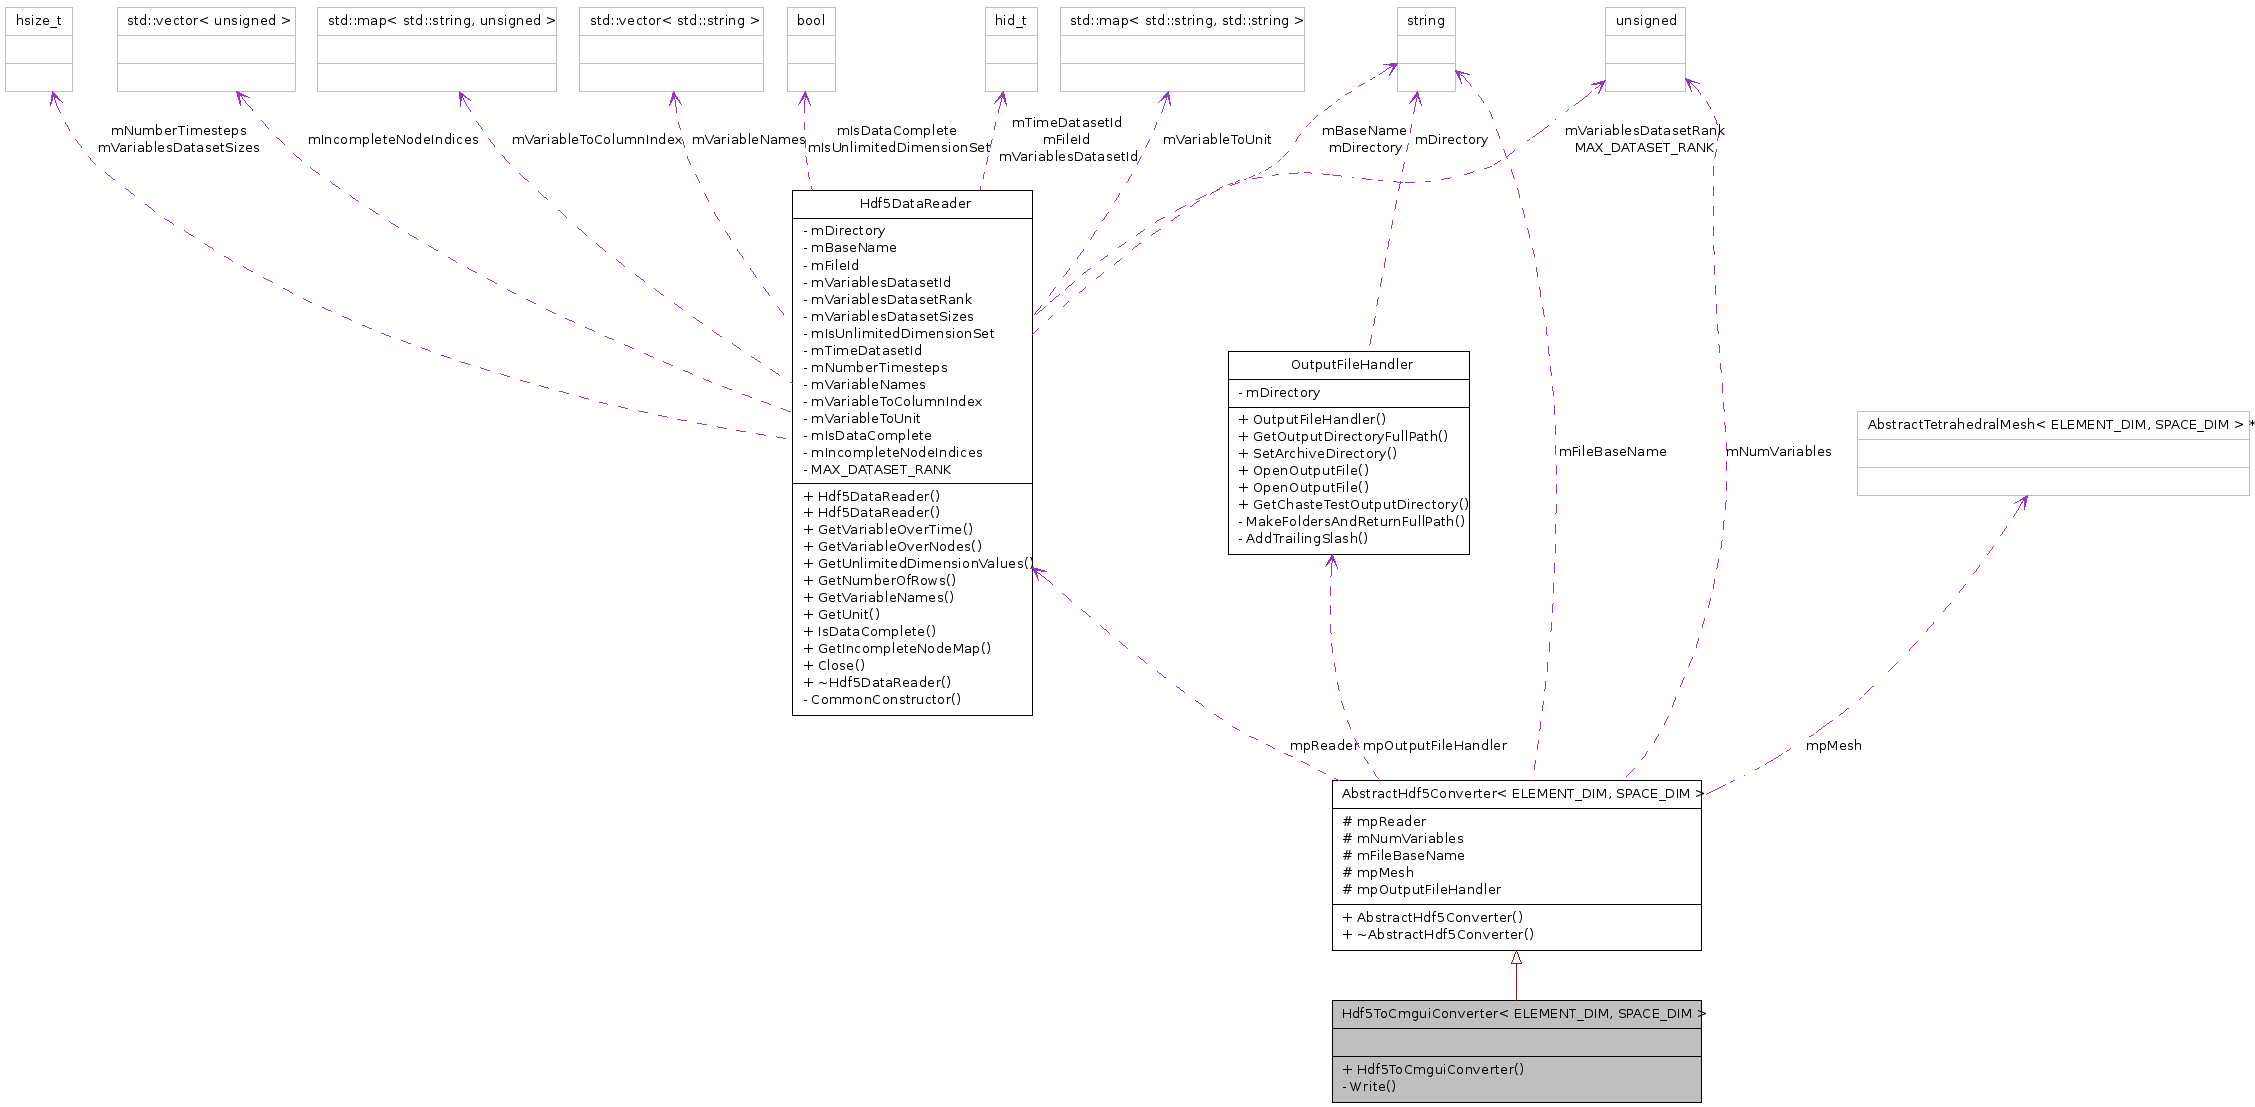 hsize_t
std::vector< unsigned >
std::map< std::string, unsigned >
std::vector< std::string >
bool
hid_t
std::map< std::string, std::string >
string
unsigned
mNumberTimesteps
mVariablesDatasetSizes
mIncompleteNodeIndices
mVariableToColumnIndex
mVariableNames
mIsDataComplete
mIsUnlimitedDimensionSet
mTimeDatasetId
mFileId
mVariablesDatasetId
mVariableToUnit
mBaseName
mDirectory
mDirectory
mVariablesDatasetRank
MAX_DATASET_RANK
Hdf5DataReader
- mDirectory
- mBaseName
- mFileId
- mVariablesDatasetId
- mVariablesDatasetRank
- mVariablesDatasetSizes
- mIsUnlimitedDimensionSet
- mTimeDatasetId
- mNumberTimesteps
- mVariableNames
- mVariableToColumnIndex
- mVariableToUnit
- mIsDataComplete
- mIncompleteNodeIndices
- MAX_DATASET_RANK
+ Hdf5DataReader()
+ Hdf5DataReader()
+ GetVariableOverTime()
+ GetVariableOverNodes()
+ GetUnlimitedDimensionValues()
+ GetNumberOfRows()
+ GetVariableNames()
+ GetUnit()
+ IsDataComplete()
+ GetIncompleteNodeMap()
+ Close()
+ ~Hdf5DataReader()
- CommonConstructor()
OutputFileHandler
- mDirectory
+ OutputFileHandler()
+ GetOutputDirectoryFullPath()
+ SetArchiveDirectory()
+ OpenOutputFile()
+ OpenOutputFile()
+ GetChasteTestOutputDirectory()
- MakeFoldersAndReturnFullPath()
- AddTrailingSlash()
mFileBaseName
mNumVariables
AbstractTetrahedralMesh< ELEMENT_DIM, SPACE_DIM > *
mpReader
mpOutputFileHandler
mpMesh
AbstractHdf5Converter< ELEMENT_DIM, SPACE_DIM >
# mpReader
# mNumVariables
# mFileBaseName
# mpMesh
# mpOutputFileHandler
+ AbstractHdf5Converter()
+ ~AbstractHdf5Converter()
Hdf5ToCmguiConverter< ELEMENT_DIM, SPACE_DIM >
+ Hdf5ToCmguiConverter()
- Write()